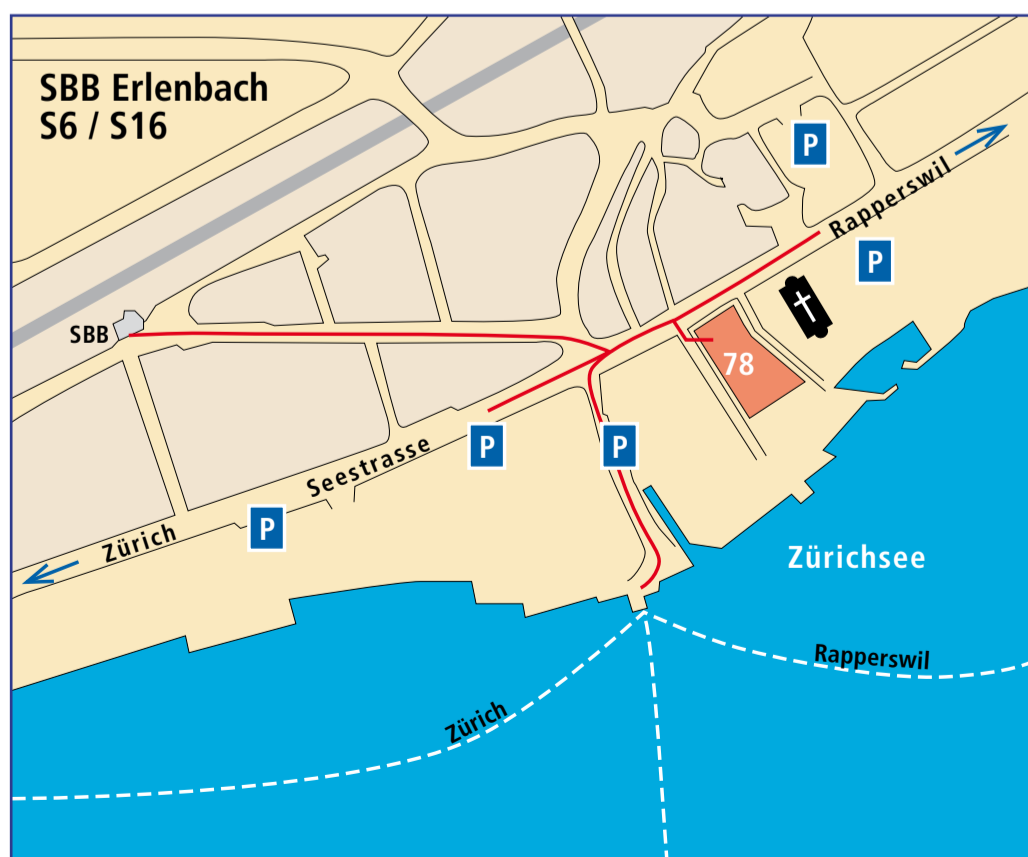 SBB Erlenbach
S6 / S16
P
Rapperswil
P
SBB
78
P
P
Seestrasse
P
Zürich
Zürichsee
Rapperswil
Zürich